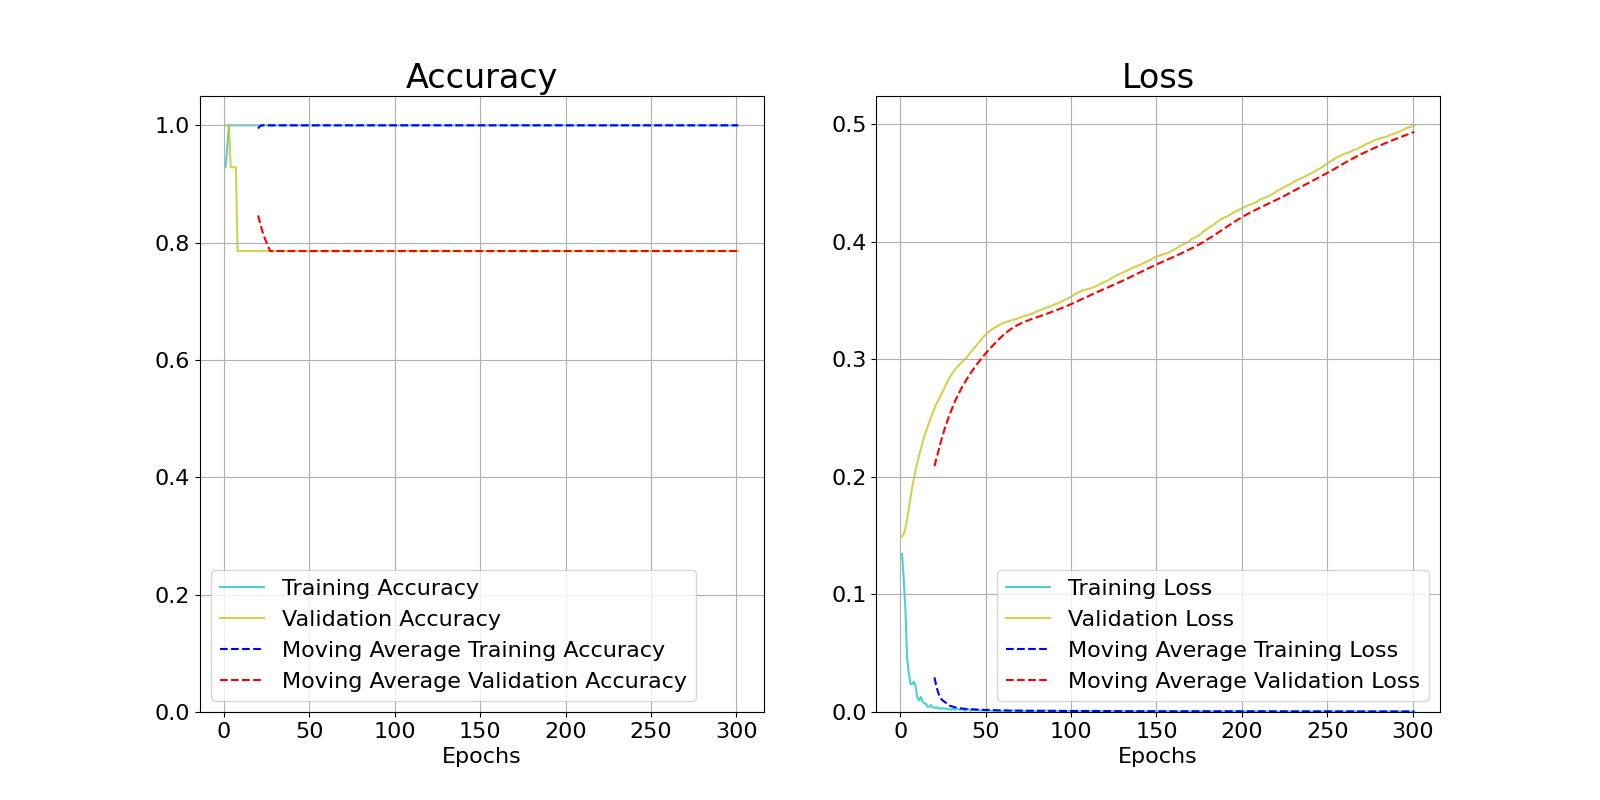 Accuracy
1.0
0.8
0.6
0.4
0.2
0.0
Training Accuracy
Validation Accuracy
Moving Average Training Accuracy
Moving Average Validation Accuracy
0 50 100 150 200 250 300
Epochs
Loss
0.5
0.4
0.3
0.2
0.1
0.0
Training Loss
Validation Loss
Moving Average Training Loss
Moving Average Validation Loss
0 50 100 150 200 250 300
Epochs